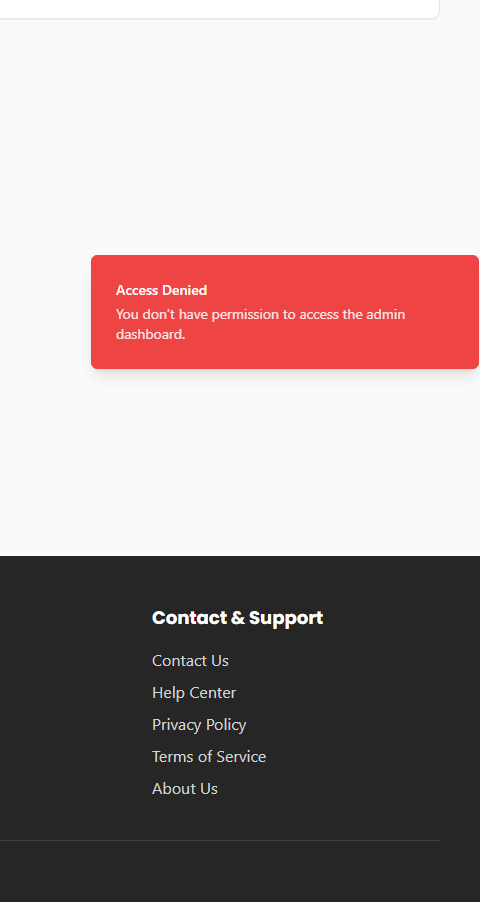 Access Denied
You don't have permission to access the admin
dashboard.
Contact & Support
Contact Us
Help Center
Privacy Policy
Terms of Service
About Us